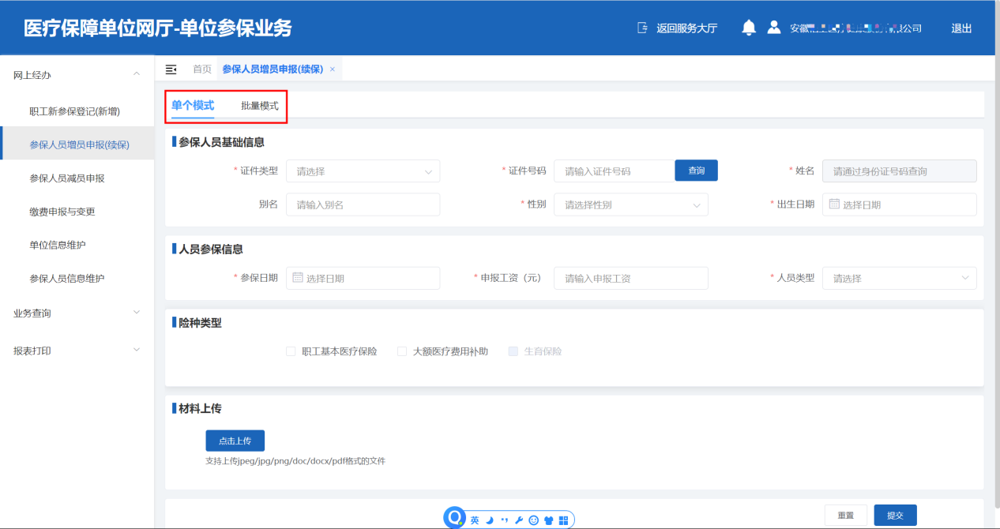 医疗保障单位网厅-单位参保业务
返回服务大厅
安徽 限公司
退出
网上经办
首页
参保人员增员申报(续保) ×
单个模式
批量模式
职工新参保登记(新增)
参保人员增员申报(续保)
参保人员减员申报
缴费申报与变更
单位信息维护
参保人员信息维护
业务查询
报表打印
参保人员基础信息
* 证件类型 请选择
* 证件号码 请输入证件号码 查询
* 姓名 请通过身份证号码查询
别名 请输入别名
* 性别 请选择性别
* 出生日期 选择日期
人员参保信息
* 参保日期 选择日期
* 申报工资（元） 请输入申报工资
* 人员类型 请选择
险种类型
职工基本医疗保险
大额医疗费用补助
生育保险
材料上传
点击上传
支持上传jpeg/jpg/png/doc/docx/pdf格式的文件
英
重置
提交